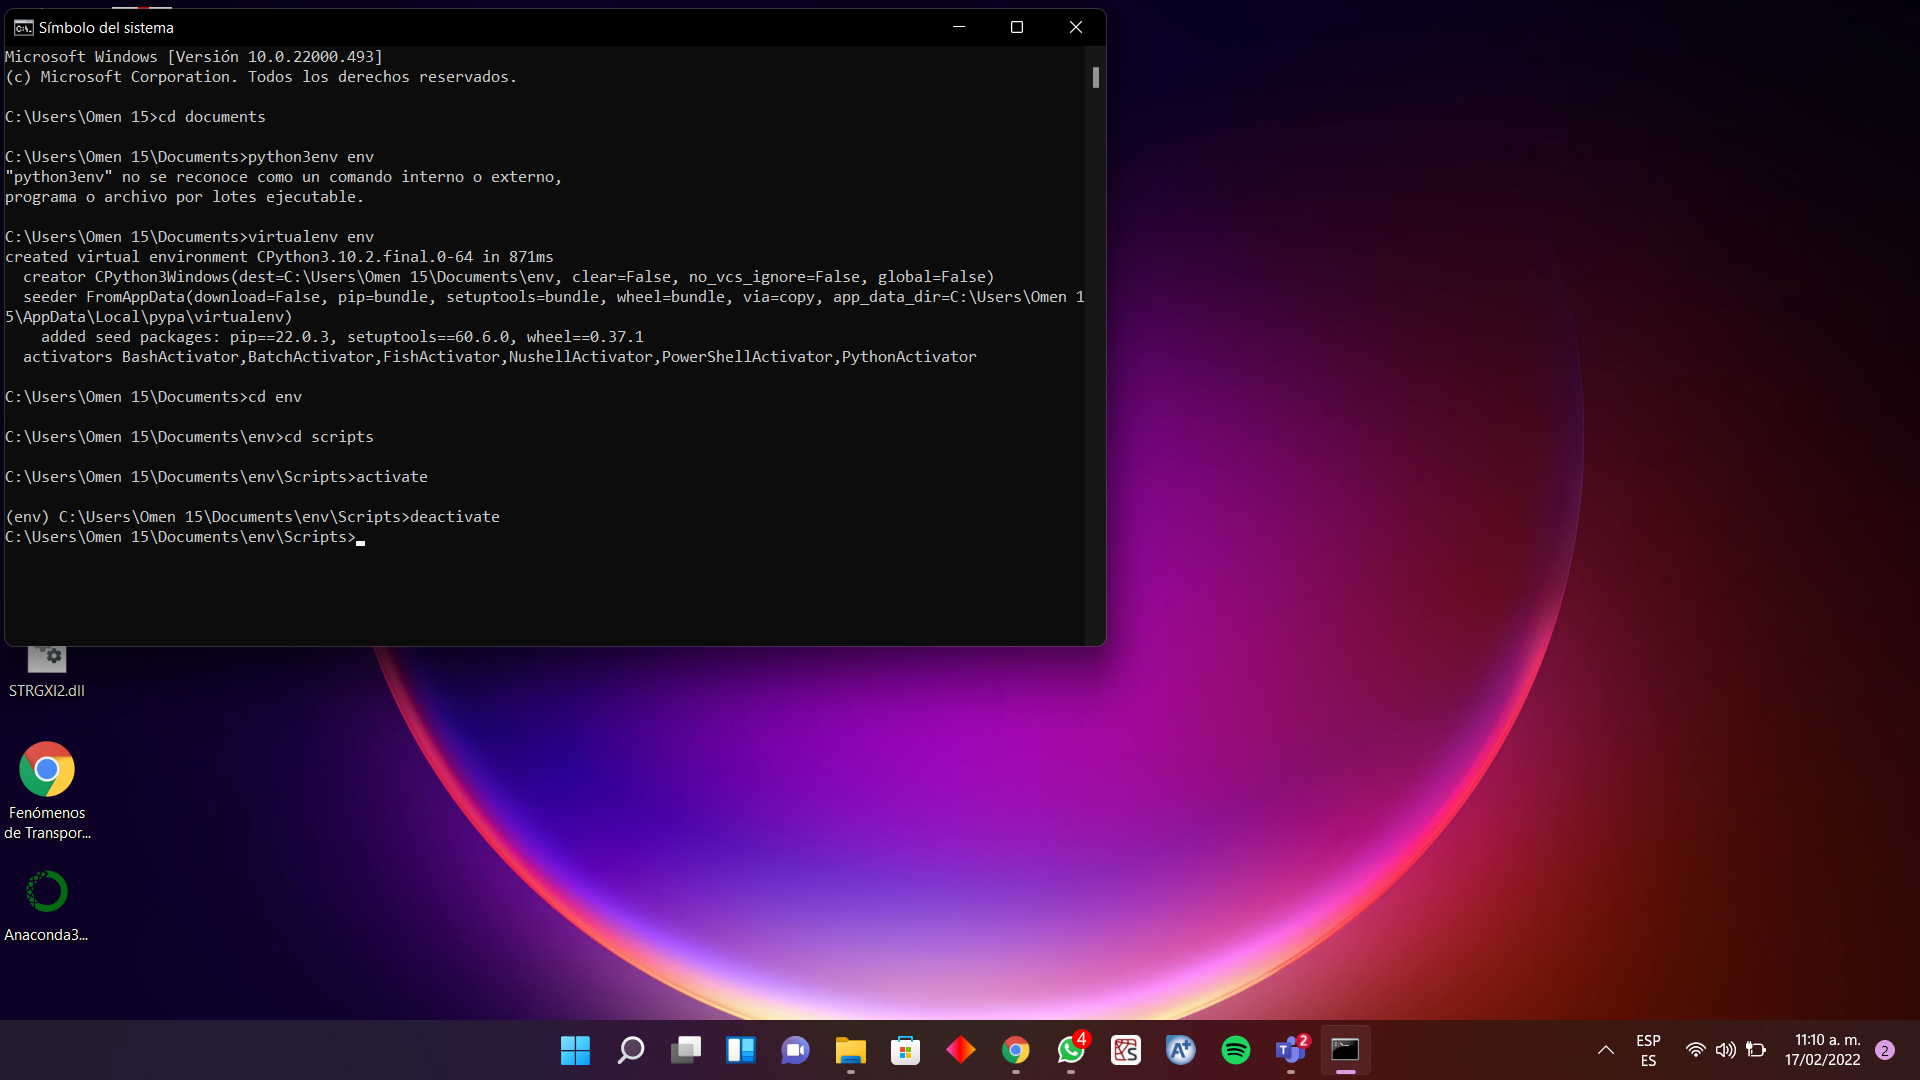 Símbolo del sistema
Microsoft Windows [Versión 10.0.22000.493]
(c) Microsoft Corporation. Todos los derechos reservados.
C:\Users\Omen 15>cd documents
C:\Users\Omen 15\Documents>python3env env
"python3env" no se reconoce como un comando interno o externo,
programa o archivo por lotes ejecutable.
C:\Users\Omen 15\Documents>virtualenv env
created virtual environment CPython3.10.2.final.0-64 in 871ms
  creator CPython3Windows(dest=C:\Users\Omen 15\Documents\env, clear=False, no_vcs_ignore=False, global=False)
  seeder FromAppData(download=False, pip=bundle, setuptools=bundle, wheel=bundle, via=copy, app_data_dir=C:\Users\Omen 1
5\AppData\Local\pypa\virtualenv)
    added seed packages: pip==22.0.3, setuptools==60.6.0, wheel==0.37.1
  activators BashActivator,BatchActivator,FishActivator,NushellActivator,PowerShellActivator,PythonActivator
C:\Users\Omen 15\Documents>cd env
C:\Users\Omen 15\Documents\env>cd scripts
C:\Users\Omen 15\Documents\env\Scripts>activate
(env) C:\Users\Omen 15\Documents\env\Scripts>deactivate
C:\Users\Omen 15\Documents\env\Scripts>
STRGXI2.dll
Fenómenos
de Transpor...
Anaconda3...
4
A+
2
ESP
ES
11:10 a. m.
17/02/2022
2